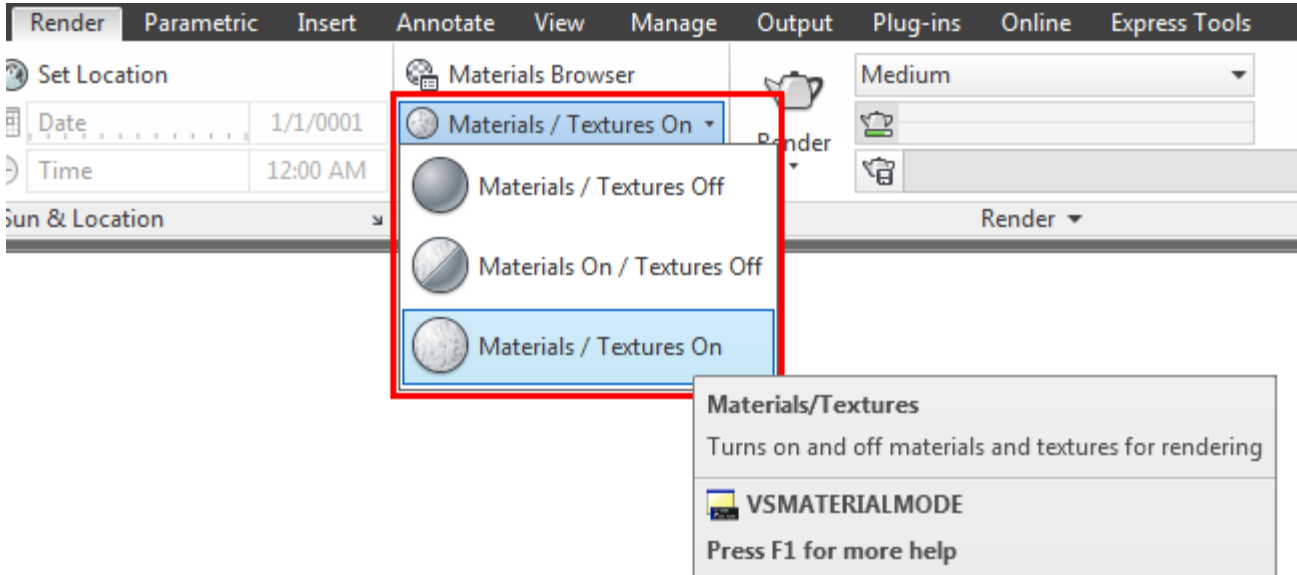 Render Parametric Insert Annotate View Manage Output Plug-ins Online Express Tools
Set Location
Materials Browser
Medium
Date 1/1/0001
Materials / Textures On
Render
Time 12:00 AM
Materials / Textures Off
Sun & Location
Render
Materials On / Textures Off
Materials / Textures On
Materials/Textures
Turns on and off materials and textures for rendering
VSMATERIALMODE
Press F1 for more help